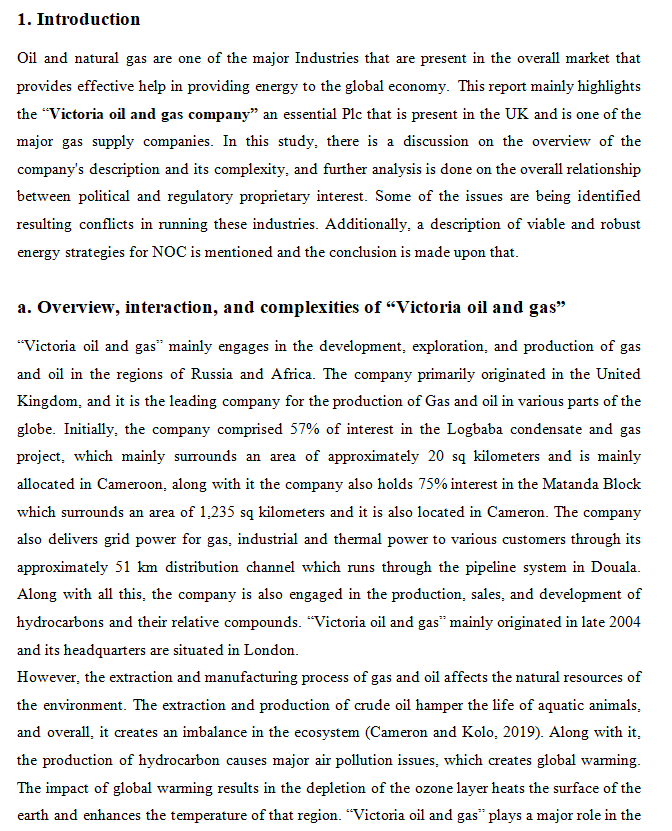 1. Introduction
Oil and natural gas are one of the major Industries that are present in the overall market that
provides effective help in providing energy to the global economy. This report mainly highlights
the “Victoria oil and gas company” an essential Plc that is present in the UK and is one of the
major gas supply companies. In this study, there is a discussion on the overview of the
company's description and its complexity, and further analysis is done on the overall relationship
between political and regulatory proprietary interest. Some of the issues are being identified
resulting conflicts in running these industries. Additionally, a description of viable and robust
energy strategies for NOC is mentioned and the conclusion is made upon that.
a. Overview, interaction, and complexities of “Victoria oil and gas”
“Victoria oil and gas” mainly engages in the development, exploration, and production of gas
and oil in the regions of Russia and Africa. The company primarily originated in the United
Kingdom, and it is the leading company for the production of Gas and oil in various parts of the
globe. Initially, the company comprised 57% of interest in the Logbaba condensate and gas
project, which mainly surrounds an area of approximately 20 sq kilometers and is mainly
allocated in Cameroon, along with it the company also holds 75% interest in the Matanda Block
which surrounds an area of 1,235 sq kilometers and it is also located in Cameron. The company
also delivers grid power for gas, industrial and thermal power to various customers through its
approximately 51 km distribution channel which runs through the pipeline system in Douala.
Along with all this, the company is also engaged in the production, sales, and development of
hydrocarbons and their relative compounds. “Victoria oil and gas” mainly originated in late 2004
and its headquarters are situated in London.
However, the extraction and manufacturing process of gas and oil affects the natural resources of
the environment. The extraction and production of crude oil hamper the life of aquatic animals,
and overall, it creates an imbalance in the ecosystem (Cameron and Kolo, 2019). Along with it,
the production of hydrocarbon causes major air pollution issues, which creates global warming.
The impact of global warming results in the depletion of the ozone layer heats the surface of the
earth and enhances the temperature of that region. “Victoria oil and gas” plays a major role in the